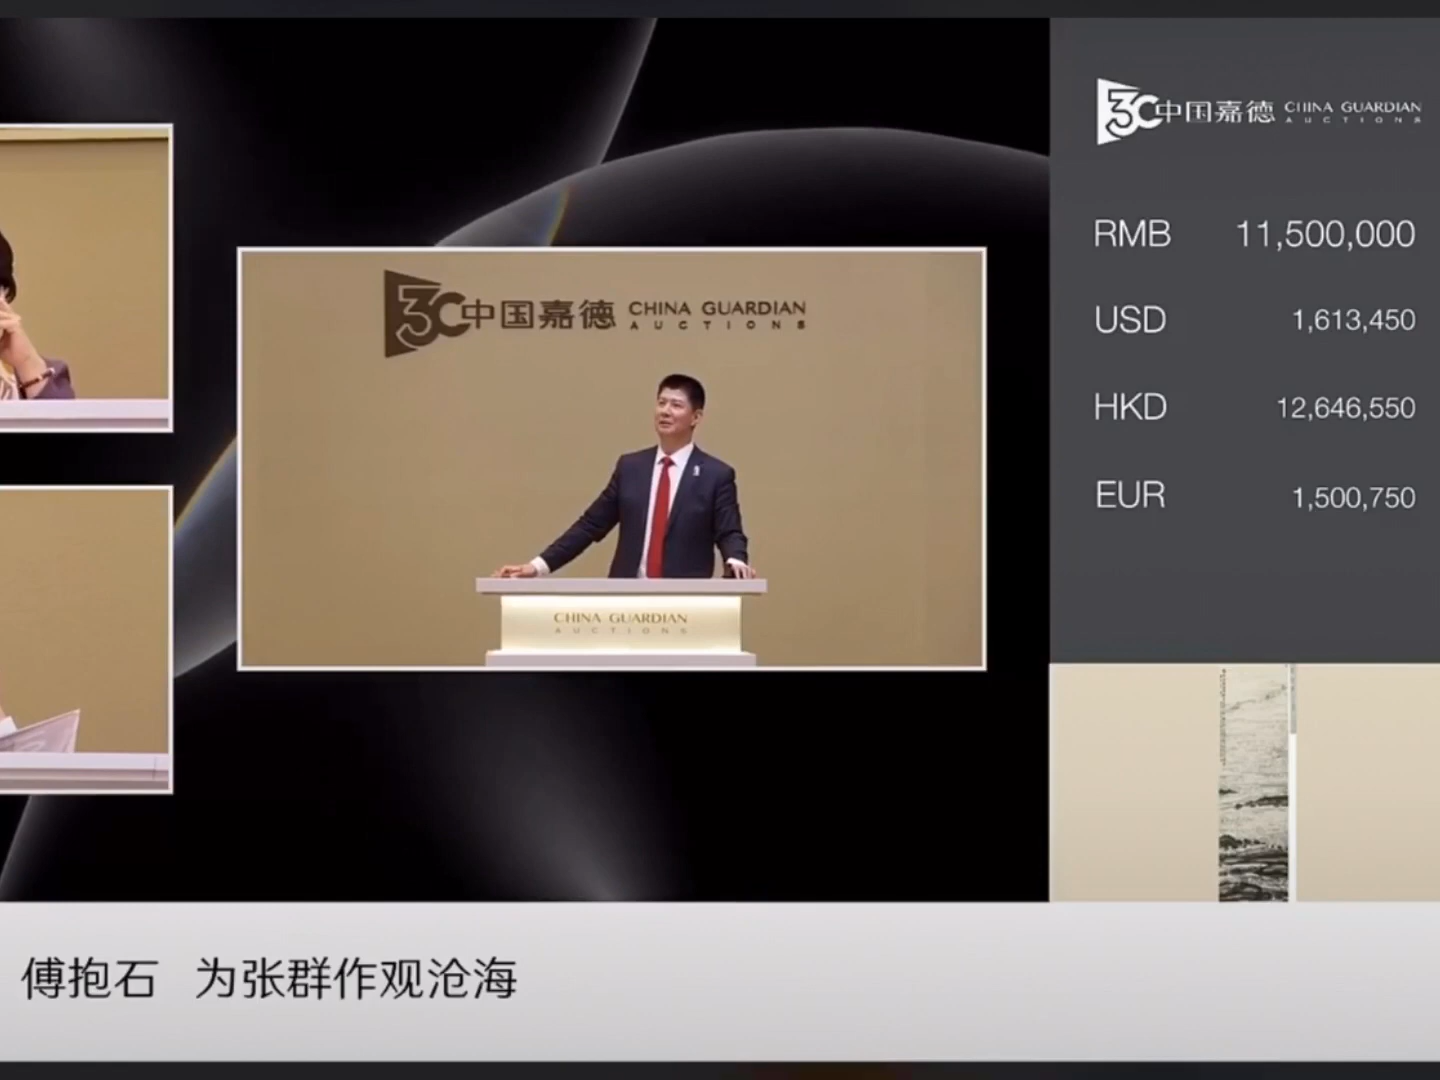 30 中国嘉德 CHINA GUARDIAN
AUCTIONS
30 中国嘉德 CHINA GUARDIAN
AUCTIONS
RMB 11,500,000
USD 1,613,450
HKD 12,646,550
EUR 1,500,750
CHINA GUARDIAN
AUCTIONS
傅抱石 为张群作观沧海